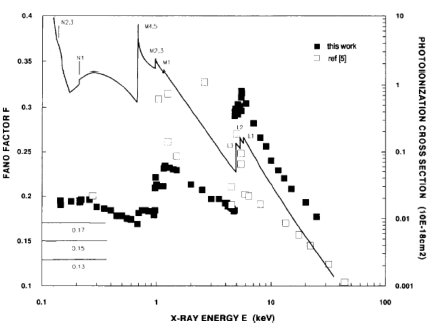 0.4
0.35
0.3
0.25
0.2
0.15
0.1
FANO FACTOR F
N2,3
N1
M4,5
M2,3
M1
L3
L2
L1
this work
ref [5]
0.17
0.15
0.13
10
1
0.1
0.01
0.001
PHOTOIONIZATION CROSS SECTION (10E-18cm2)
0.1
1
10
100
X-RAY ENERGY E (keV)